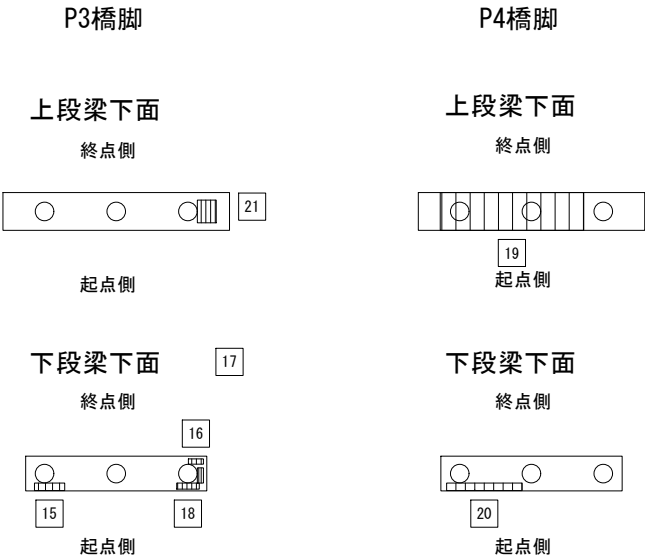 P3橋脚
上段梁下面
終点側
21
起点側
下段梁下面
17
終点側
16
15
18
起点側
P4橋脚
上段梁下面
終点側
19
起点側
下段梁下面
終点側
20
起点側